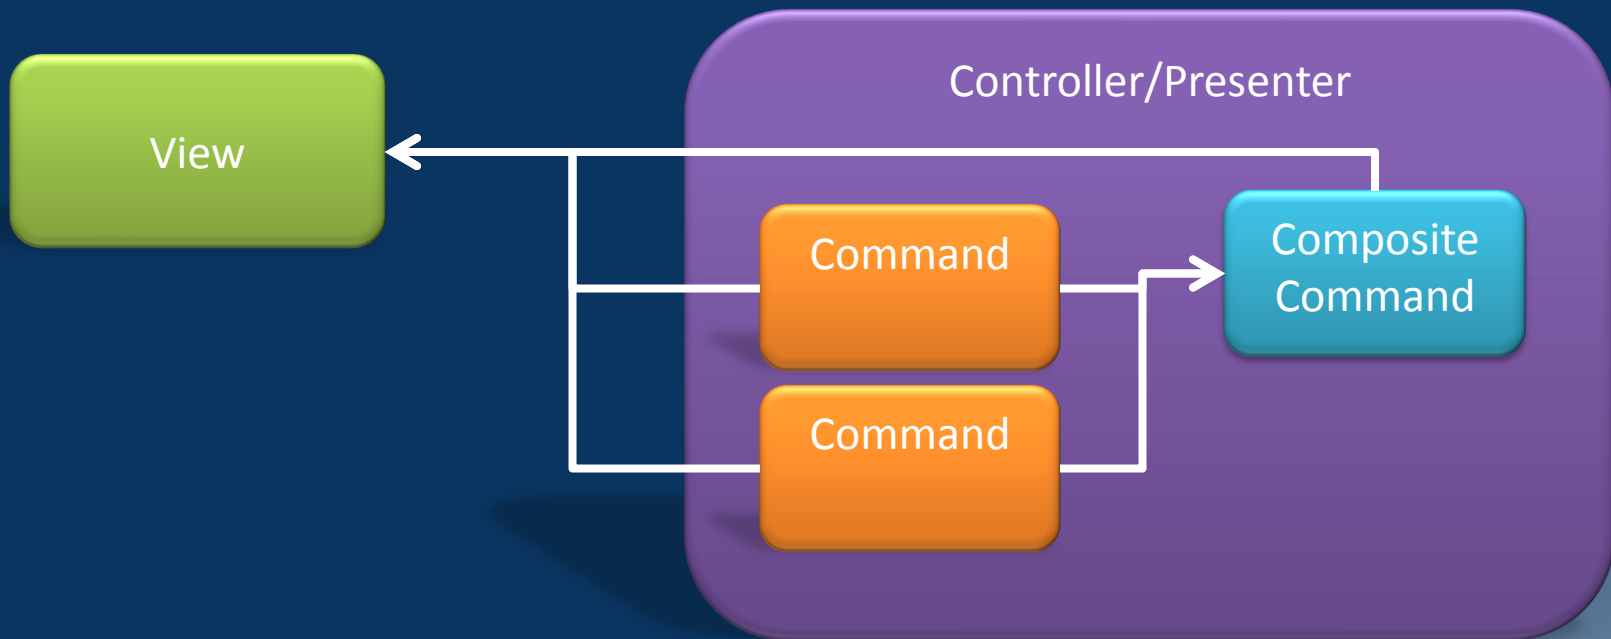 View
Controller/Presenter
Command
Composite
Command
Command